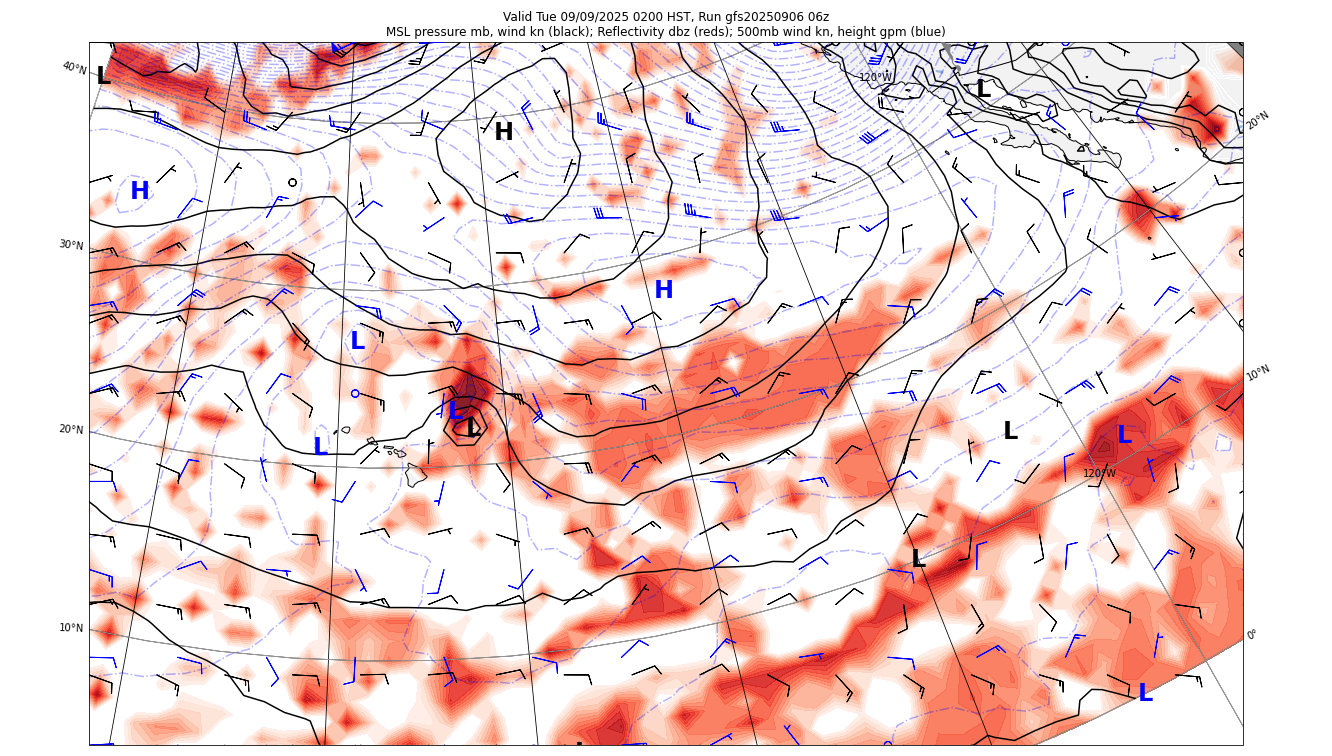 Valid Tue 09/09/2025 0200 HST, Run gfs20250906 06z
MSL pressure mb, wind kn (black); Reflectivity dbz (reds); 500mb wind kn, height gpm (blue)
40°N
L
120°W
L
20°N
H
H
30°N
H
L
10°N
L
L
20°N
L
L
L
120°W
L
10°N
0°
L